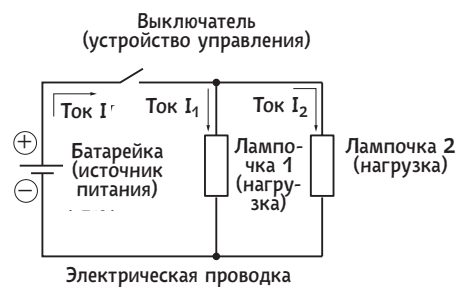 Выключатель
(устройство управления)
Ток I
Ток I₁
Ток I₂
+
Батарейка
(источник
питания)
−
Лампо-
чка 1
(нагру-
зка)
Лампочка 2
(нагрузка)
Электрическая проводка